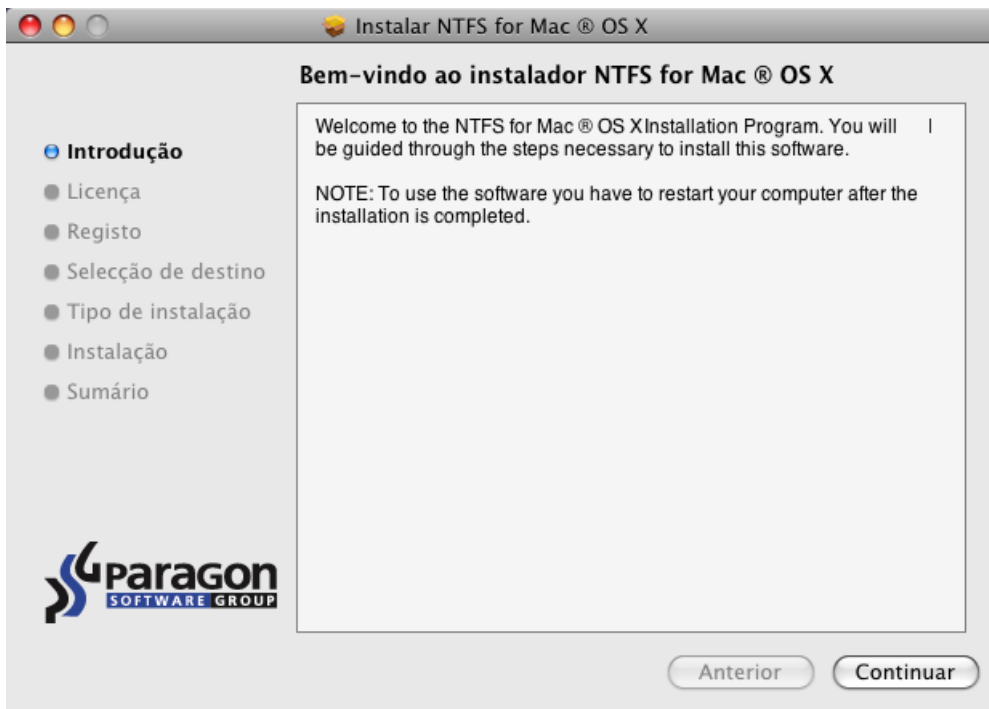 Instalar NTFS for Mac ® OS X
Bem-vindo ao instalador NTFS for Mac ® OS X
Introdução
Licença
Registo
Selecção de destino
Tipo de instalação
Instalação
Sumário
Welcome to the NTFS for Mac ® OS XInstallation Program. You will l
be guided through the steps necessary to install this software.
NOTE: To use the software you have to restart your computer after the
installation is completed.
Paragon
SOFTWARE GROUP
Anterior
Continuar